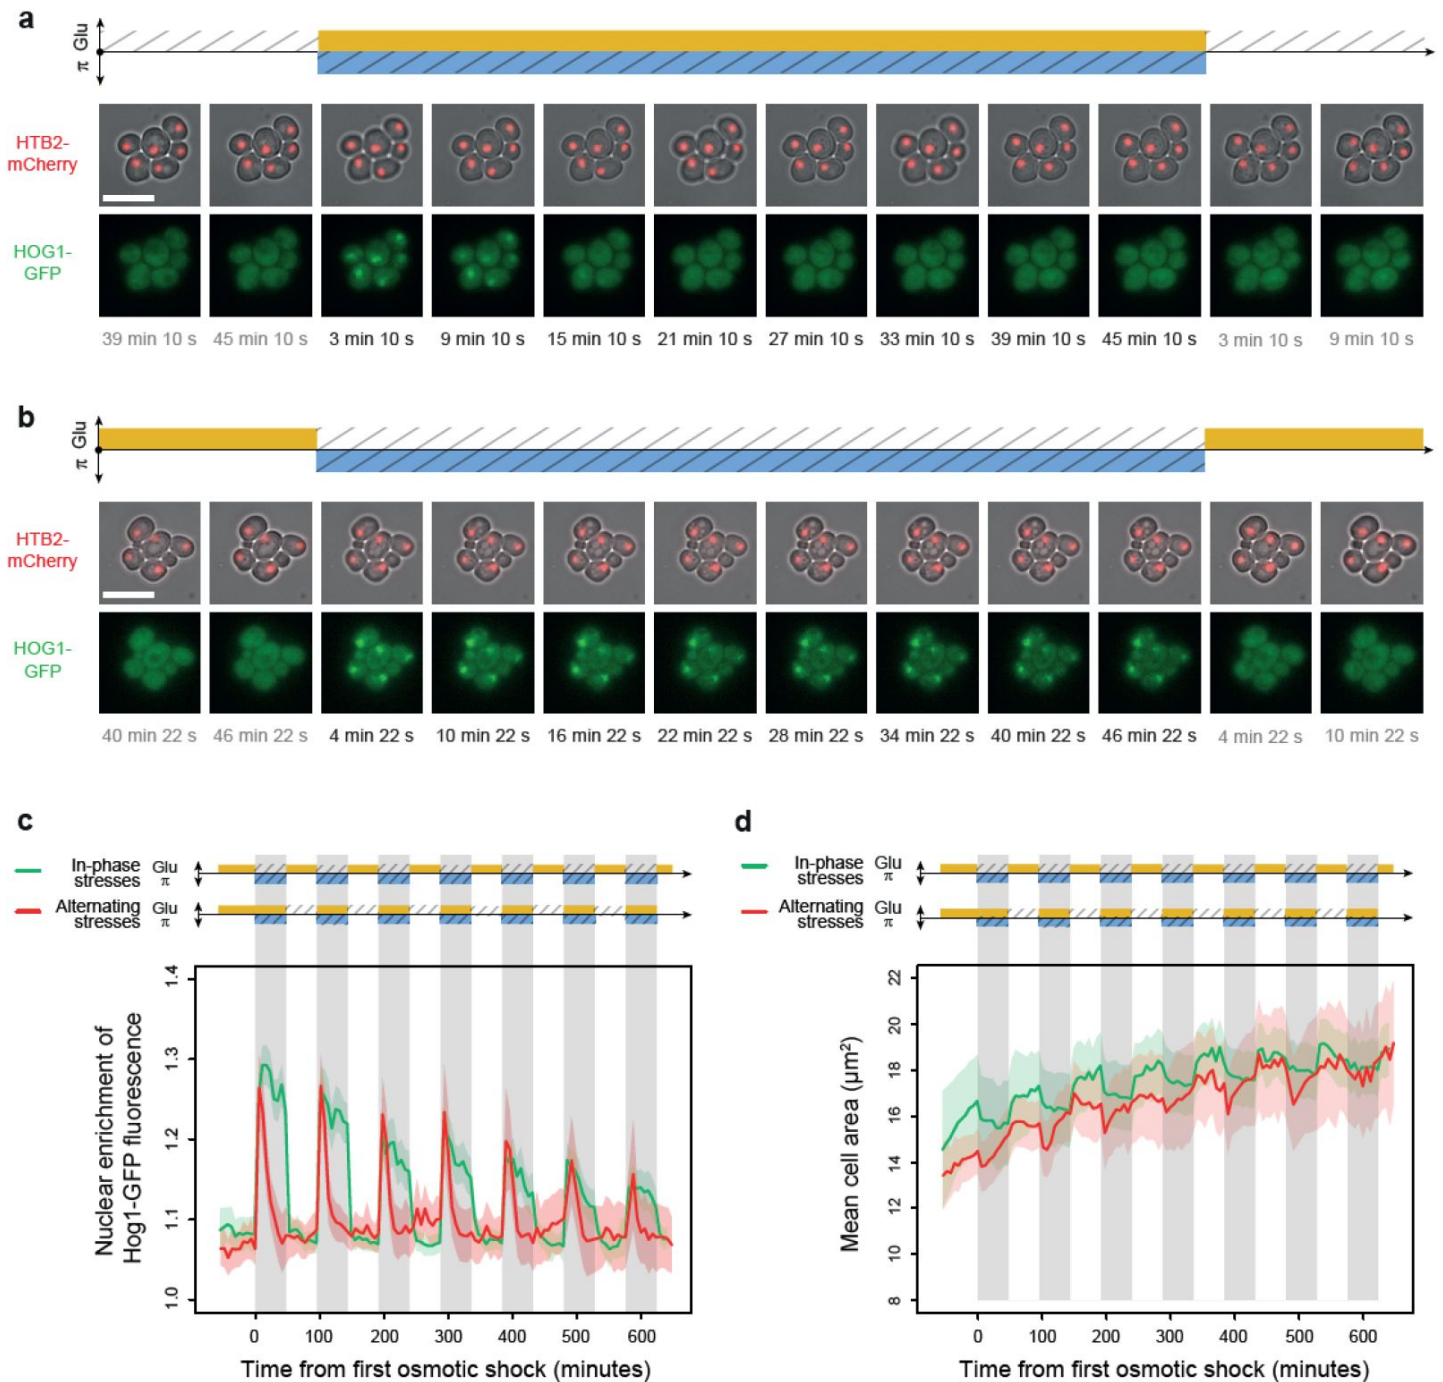 a
Glu
π
HTB2-
mCherry
HOG1-
GFP
39 min 10 s 45 min 10 s 3 min 10 s 9 min 10 s 15 min 10 s 21 min 10 s 27 min 10 s 33 min 10 s 39 min 10 s 45 min 10 s 3 min 10 s 9 min 10 s
b
Glu
π
HTB2-
mCherry
HOG1-
GFP
40 min 22 s 46 min 22 s 4 min 22 s 10 min 22 s 16 min 22 s 22 min 22 s 28 min 22 s 34 min 22 s 40 min 22 s 46 min 22 s 4 min 22 s 10 min 22 s
c
In-phase
stresses
Glu
π
Alternating
stresses
Glu
π
Nuclear enrichment of
Hog1-GFP fluorescence
1.4
1.3
1.2
1.1
1.0
0 100 200 300 400 500 600
Time from first osmotic shock (minutes)
d
In-phase
stresses
Glu
π
Alternating
stresses
Glu
π
Mean cell area (μm²)
22
20
18
16
14
12
10
8
0 100 200 300 400 500 600
Time from first osmotic shock (minutes)